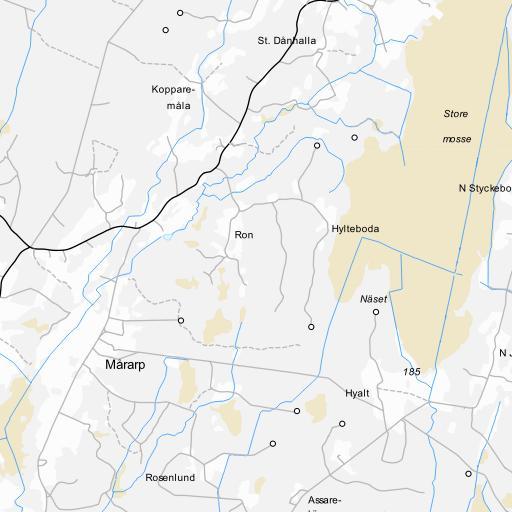 St. Dånhalla
Koppare-
måla
Store
mosse
N Styckebo
Ron
Hylteboda
Näset
N J
Mårarp
185
Hyalt
Rosenlund
Assare-